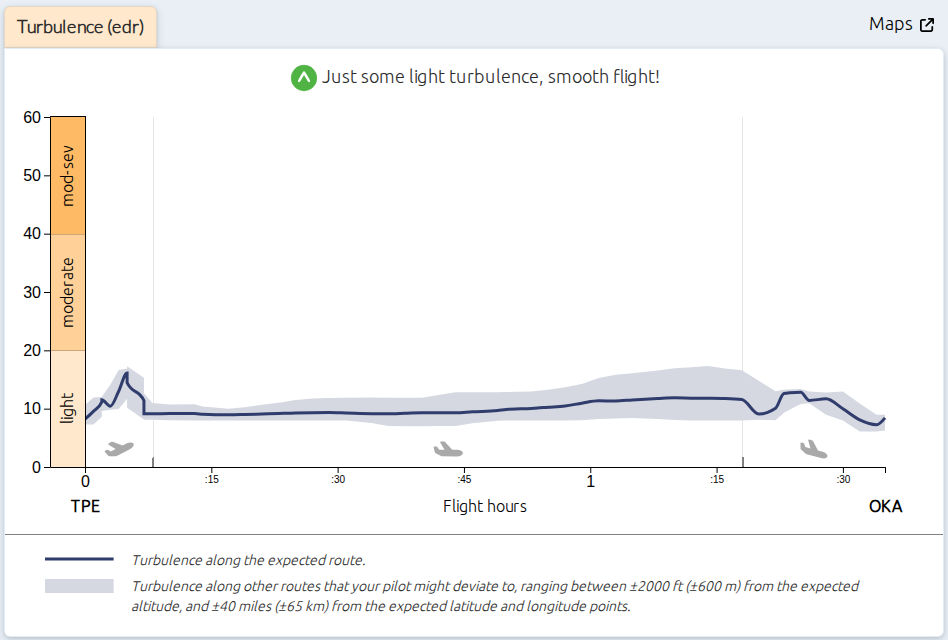 Turbulence (edr)
Maps
Just some light turbulence, smooth flight!
60
50
40
30
20
10
0
mod-sev
moderate
light
0
:15
:30
:45
1
:15
:30
TPE
Flight hours
OKA
Turbulence along the expected route.
Turbulence along other routes that your pilot might deviate to, ranging between ±2000 ft (±600 m) from the expected
altitude, and ±40 miles (±65 km) from the expected latitude and longitude points.